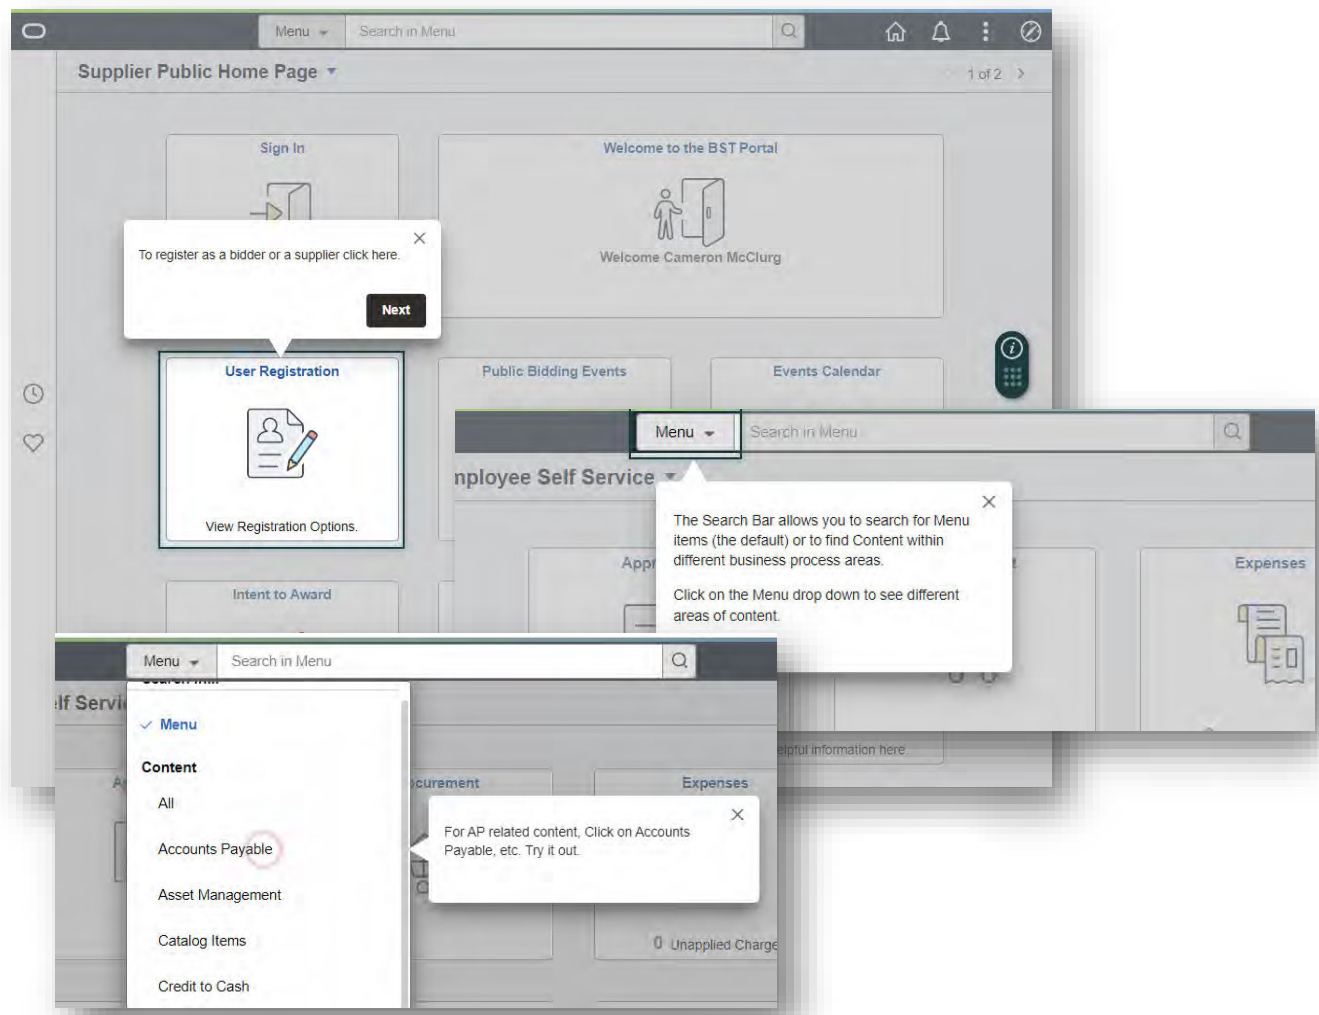 Menu
Search in Menu
Supplier Public Home Page
1 of 2
Sign In
Welcome to the BST Portal
Welcome Cameron McClurg
To register as a bidder or a supplier click here.
Next
User Registration
View Registration Options.
Public Bidding Events
Events Calendar
Intent to Award
Menu
Search in Menu
mployee Self Service
The Search Bar allows you to search for Menu
items (the default) or to find Content within
different business process areas.
Click on the Menu drop down to see different
areas of content.
Appr
Expenses
elpful information here
Menu
Search in Menu
elf Servi
Menu
Content
All
Accounts Payable
Asset Management
Catalog Items
Credit to Cash
ocurement
Expenses
For AP related content, Click on Accounts
Payable, etc. Try it out.
0 Unapplied Charge